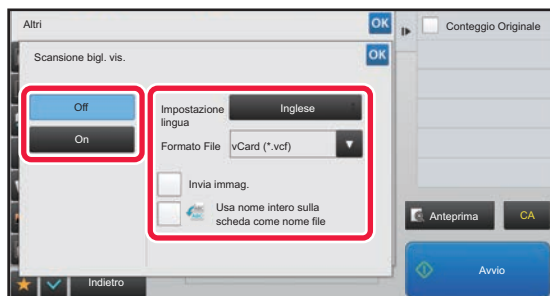 Altri
OK
Conteggio Originale
Scansione bigl. vis.
OK
Off
On
Impostazione
lingua
Inglese
Formato File
vCard (*.vcf)
Invia immag.
Usa nome intero sulla
scheda come nome file
Anteprima
CA
Indietro
Avvio